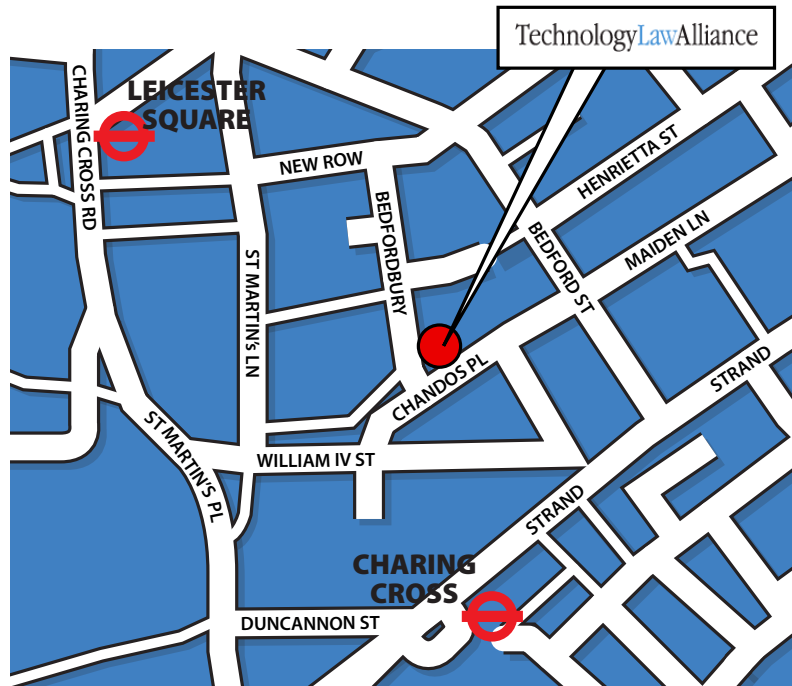 TechnologyLawAlliance
CHARING CROSS RD
LEICESTER
SQUARE
NEW ROW
HENRIETTA ST
BEDFORDBURY
BEDFORD ST
MAIDEN LN
ST MARTIN's LN
CHANDOS PL
STRAND
ST MARTIN'S PL
WILLIAM IV ST
STRAND
CHARING
CROSS
DUNCANNON ST